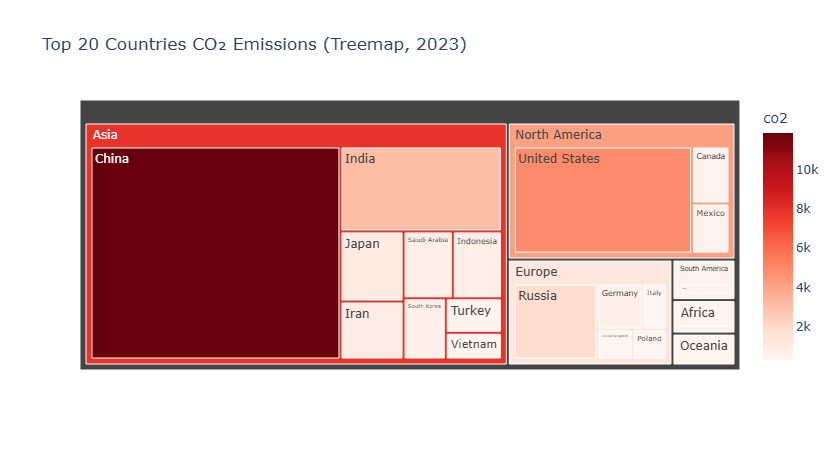 Top 20 Countries CO₂ Emissions (Treemap, 2023)
Asia
China
India
Japan
Saudi Arabia
Indonesia
Iran
South Korea
Turkey
Vietnam
North America
United States
Canada
Mexico
Europe
Russia
Germany
Italy
United Kingdom
Poland
South America
Africa
Oceania
co2
10k
8k
6k
4k
2k